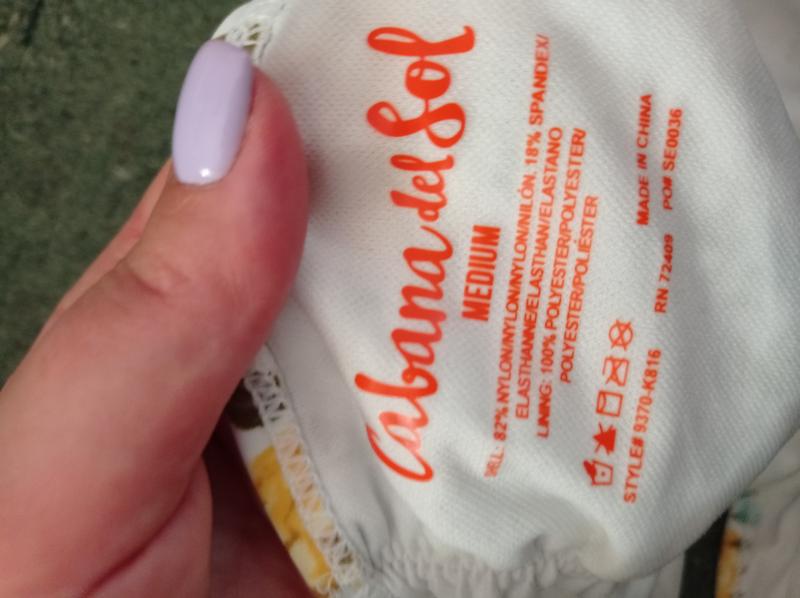 Cabana del Sol
MEDIUM
82% NYLON/NYLON/NILÓN. 18% SPANDEX/
ELASTHANNE/ELASTHAN/ELASTANO
LINING: 100% POLYESTER/POLYESTER/
POLYESTER/POLIÉSTER
STYLE# 9370-K816
RN 72409
MADE IN CHINA
PO# SE0036